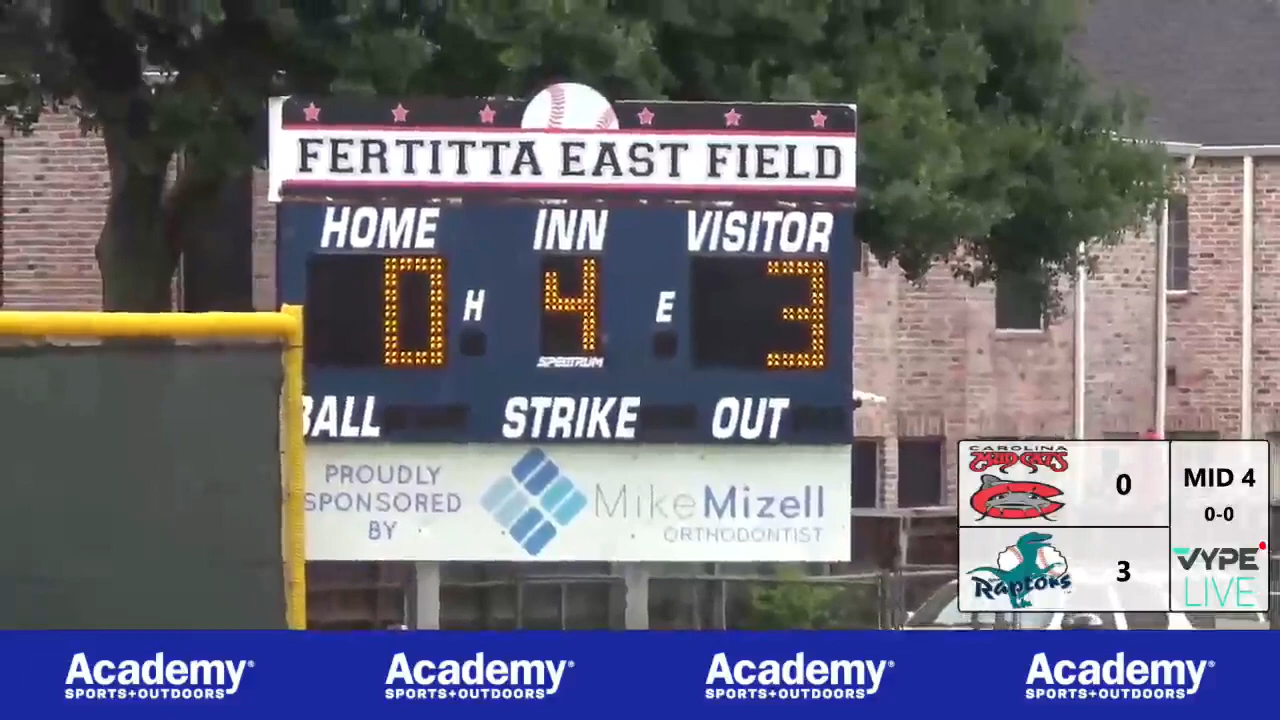 FERTITTA EAST FIELD
HOME INN VISITOR
0 H 4 E 3
SPECTRUM
BALL STRIKE OUT
PROUDLY
SPONSORED
BY
MikeMizell
ORTHODONTIST
CAROLINA
MUDCATS
0
MID 4
0-0
Raptors
3
VYPE
LIVE
Academy
SPORTS+OUTDOORS
Academy
SPORTS+OUTDOORS
Academy
SPORTS+OUTDOORS
Academy
SPORTS+OUTDOORS